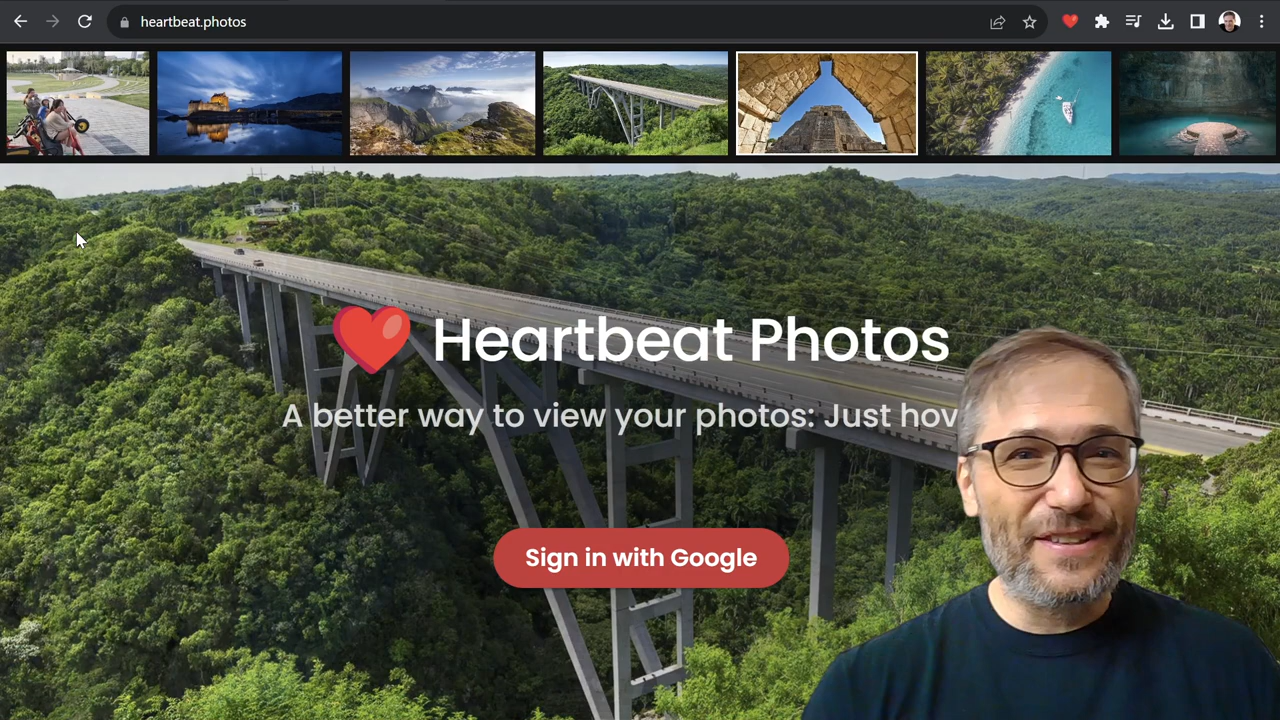 heartbeat.photos
Heartbeat Photos
A better way to view your photos: Just hov
Sign in with Google